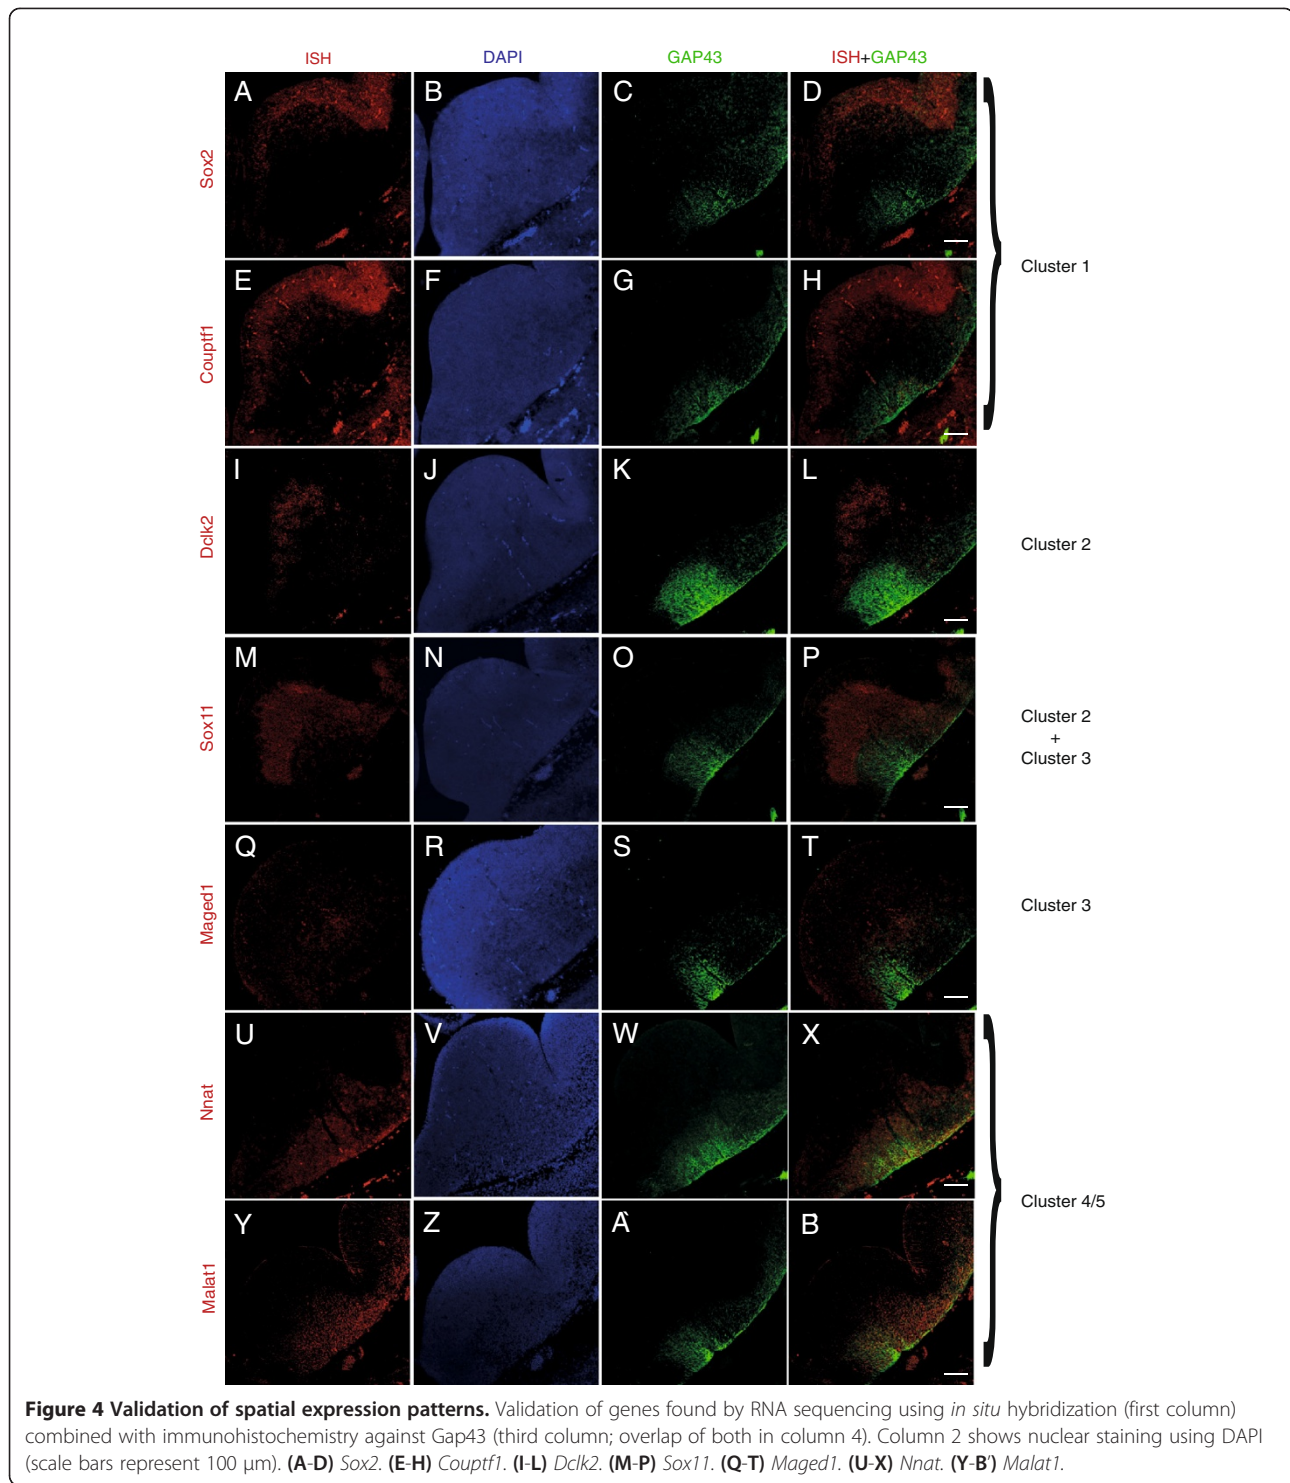 ISH DAPI GAP43 ISH+GAP43
Sox2 A B C D
Cluster 1
Couptf1 E F G H
Dclk2 I J K L Cluster 2
Sox11 M N O P
Cluster 2
+
Cluster 3
Maged1 Q R S T Cluster 3
Nnat U V W X
Cluster 4/5
Malat1 Y Z À B
Figure 4 Validation of spatial expression patterns. Validation of genes found by RNA sequencing using in situ hybridization (first column)
combined with immunohistochemistry against Gap43 (third column; overlap of both in column 4). Column 2 shows nuclear staining using DAPI
(scale bars represent 100 μm). (A-D) Sox2. (E-H) Couptf1. (I-L) Dclk2. (M-P) Sox11. (Q-T) Maged1. (U-X) Nnat. (Y-B′) Malat1.